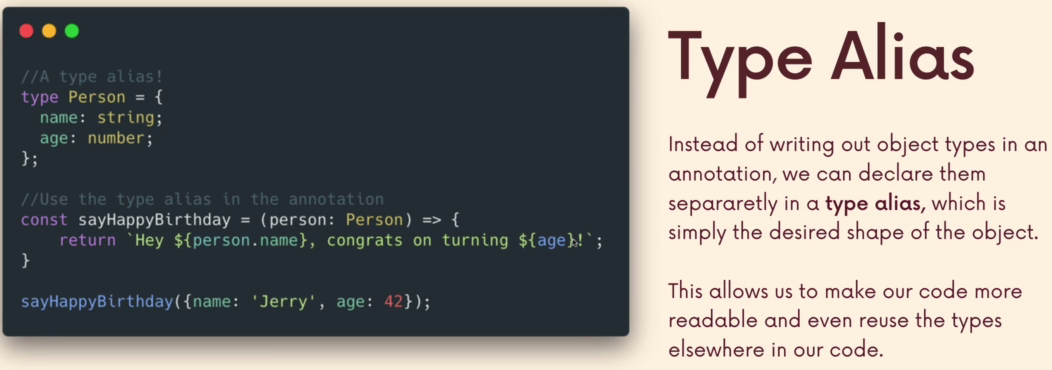 //A type alias!
type Person = {
  name: string;
  age: number;
};
//Use the type alias in the annotation
const sayHappyBirthday = (person: Person) => {
    return `Hey ${person.name}, congrats on turning ${age}!`;
}
sayHappyBirthday({name: 'Jerry', age: 42});
Type Alias
Instead of writing out object types in an
annotation, we can declare them
separaretly in a type alias, which is
simply the desired shape of the object.
This allows us to make our code more
readable and even reuse the types
elsewhere in our code.